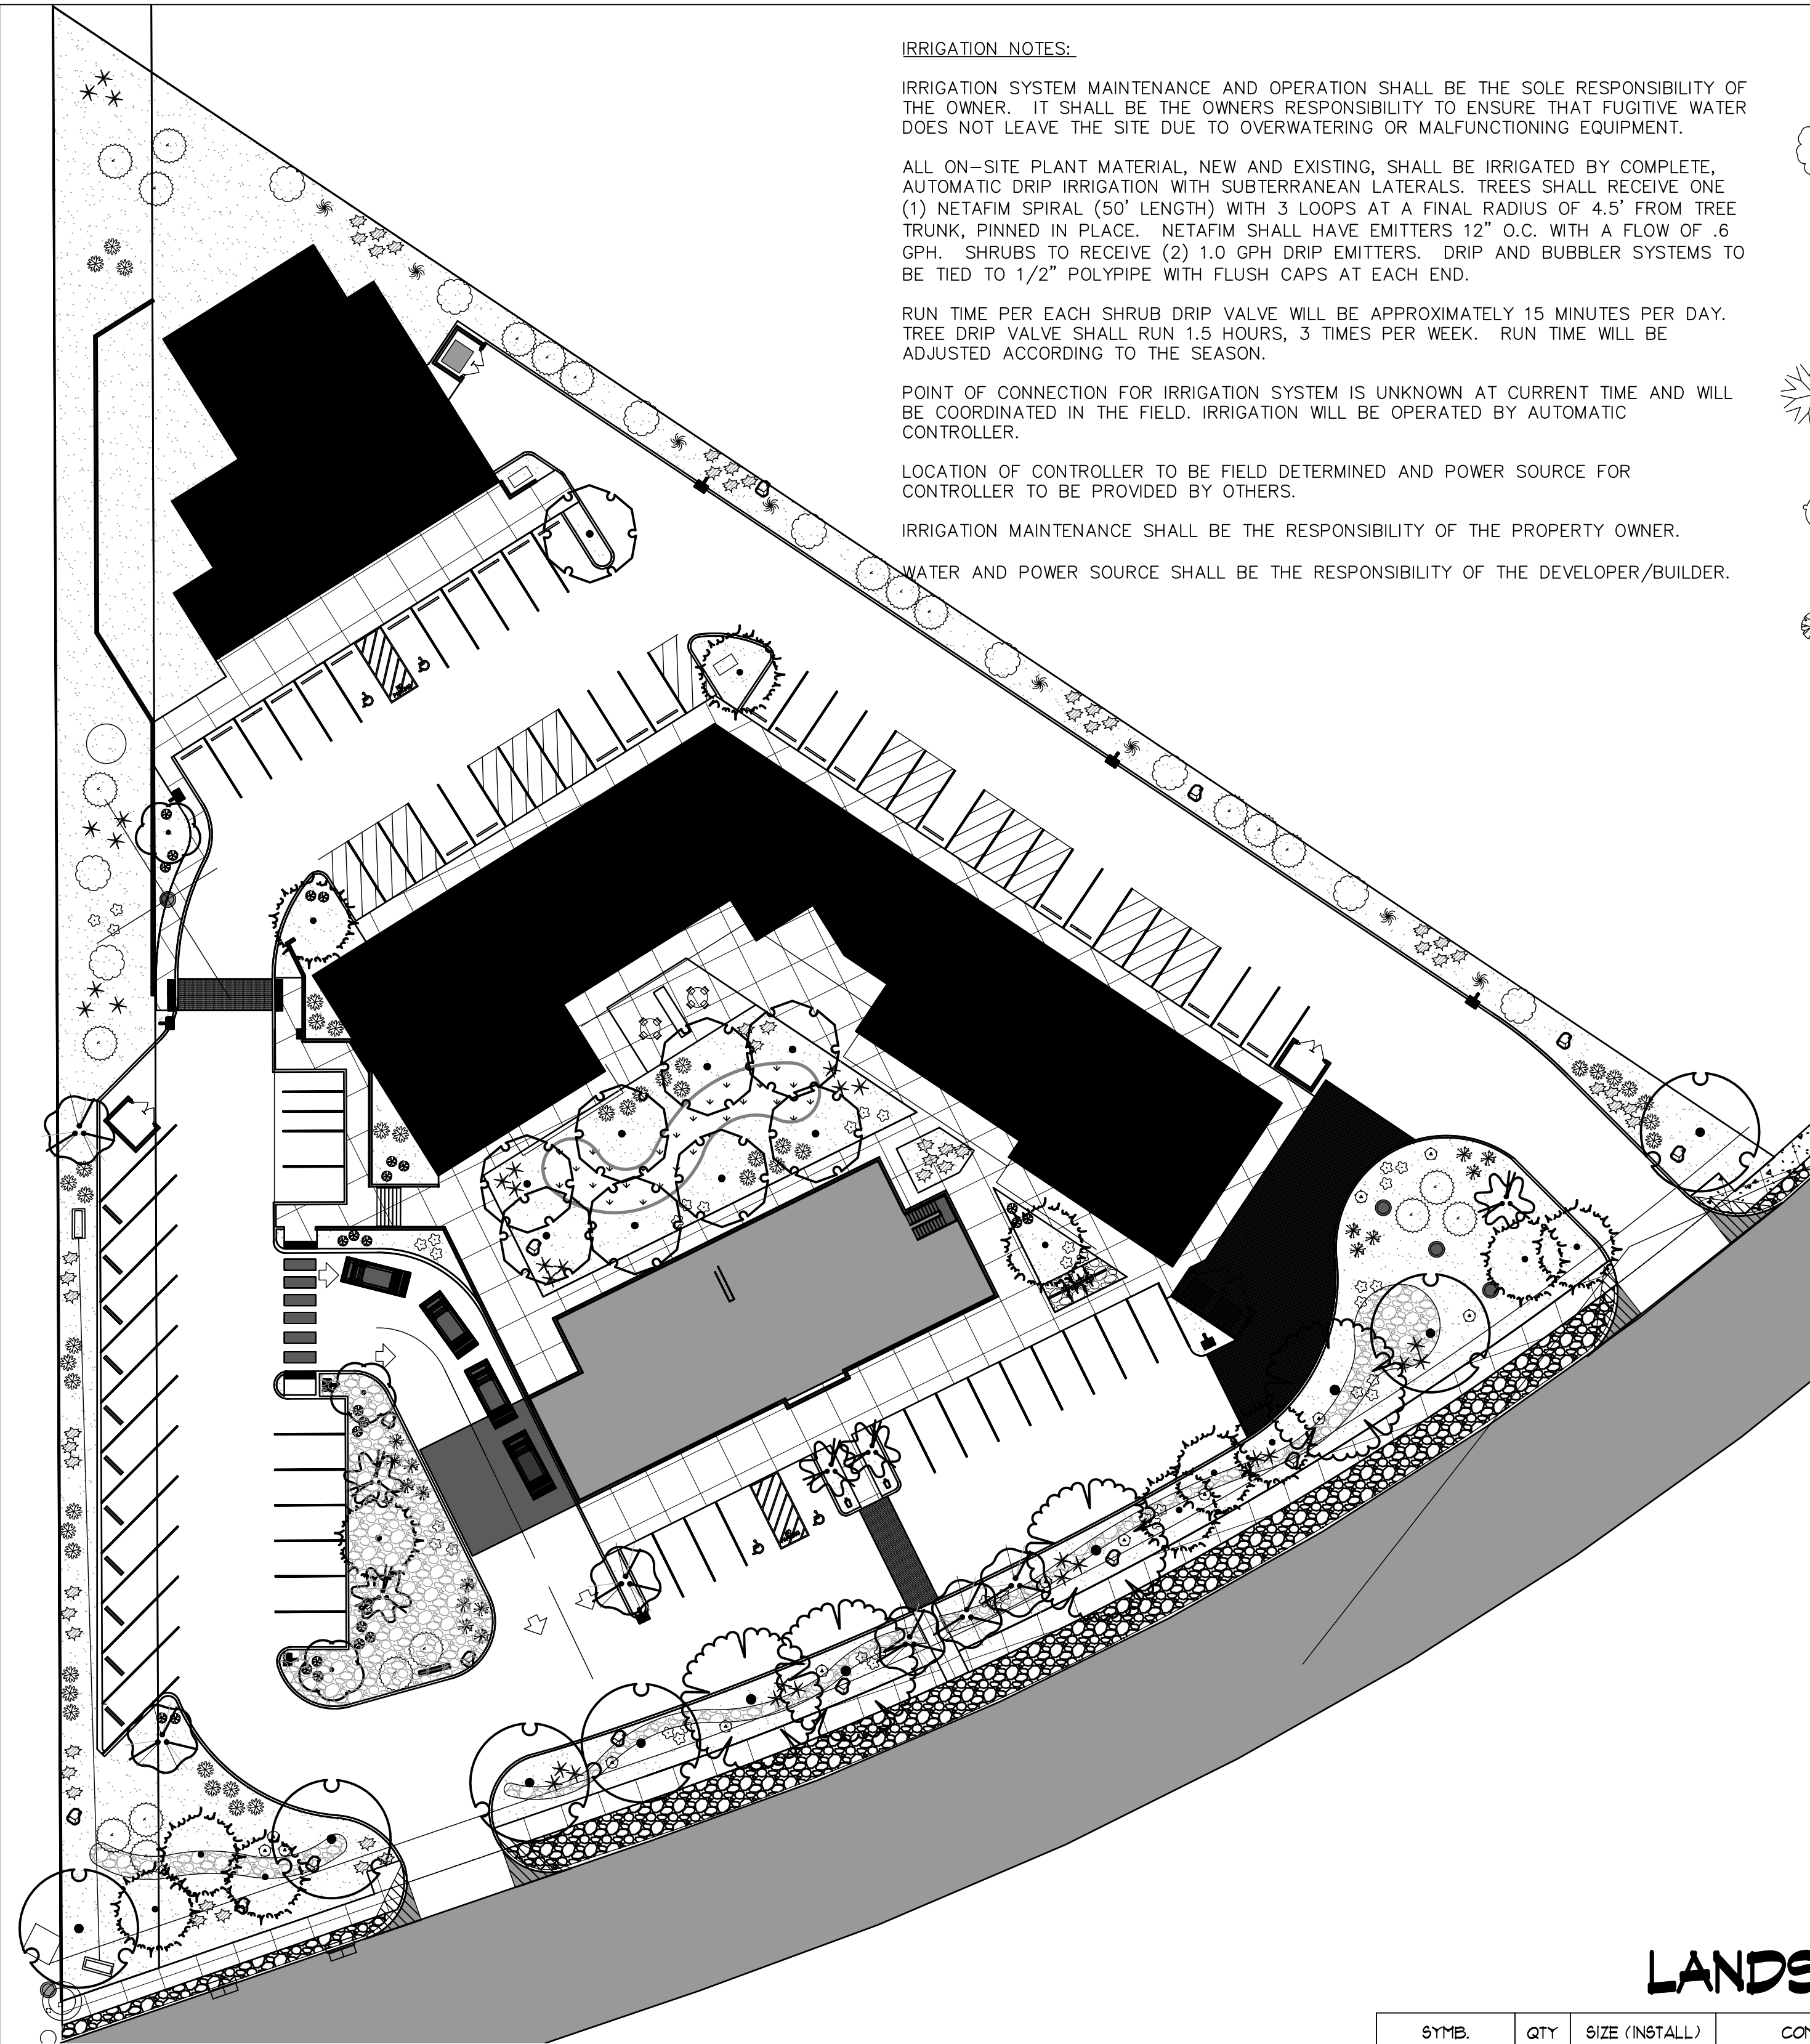 IRRIGATION NOTES:
IRRIGATION SYSTEM MAINTENANCE AND OPERATION SHALL BE THE SOLE RESPONSIBILITY OF
THE OWNER. IT SHALL BE THE OWNERS RESPONSIBILITY TO ENSURE THAT FUGITIVE WATER
DOES NOT LEAVE THE SITE DUE TO OVERWATERING OR MALFUNCTIONING EQUIPMENT.
ALL ON-SITE PLANT MATERIAL, NEW AND EXISTING, SHALL BE IRRIGATED BY COMPLETE,
AUTOMATIC DRIP IRRIGATION WITH SUBTERRANEAN LATERALS. TREES SHALL RECEIVE ONE
(1) NETAFIM SPIRAL (50' LENGTH) WITH 3 LOOPS AT A FINAL RADIUS OF 4.5' FROM TREE
TRUNK, PINNED IN PLACE. NETAFIM SHALL HAVE EMITTERS 12" O.C. WITH A FLOW OF .6
GPH. SHRUBS TO RECEIVE (2) 1.0 GPH DRIP EMITTERS. DRIP AND BUBBLER SYSTEMS TO
BE TIED TO 1/2" POLYPIPE WITH FLUSH CAPS AT EACH END.
RUN TIME PER EACH SHRUB DRIP VALVE WILL BE APPROXIMATELY 15 MINUTES PER DAY.
TREE DRIP VALVE SHALL RUN 1.5 HOURS, 3 TIMES PER WEEK. RUN TIME WILL BE
ADJUSTED ACCORDING TO THE SEASON.
POINT OF CONNECTION FOR IRRIGATION SYSTEM IS UNKNOWN AT CURRENT TIME AND WILL
BE COORDINATED IN THE FIELD. IRRIGATION WILL BE OPERATED BY AUTOMATIC
CONTROLLER.
LOCATION OF CONTROLLER TO BE FIELD DETERMINED AND POWER SOURCE FOR
CONTROLLER TO BE PROVIDED BY OTHERS.
IRRIGATION MAINTENANCE SHALL BE THE RESPONSIBILITY OF THE PROPERTY OWNER.
WATER AND POWER SOURCE SHALL BE THE RESPONSIBILITY OF THE DEVELOPER/BUILDER.
LANDS
SYMB. QTY SIZE (INSTALL) COM